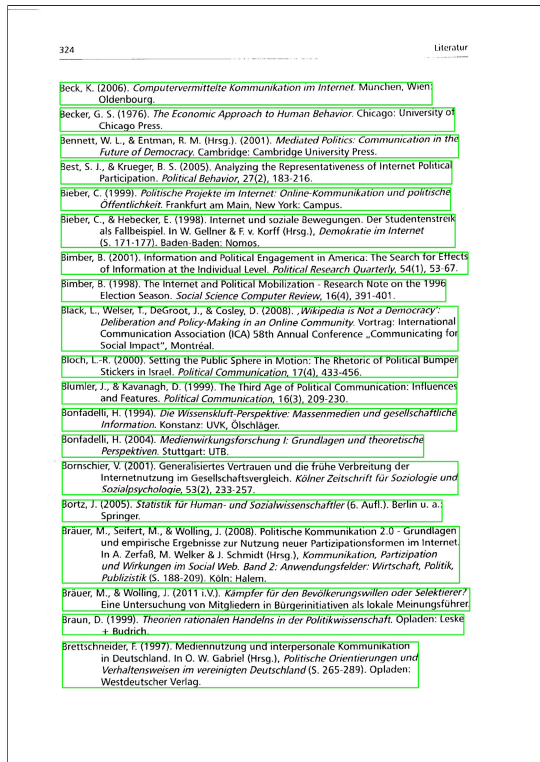 324
Literatur
Beck, K. (2006). Computervermittelte Kommunikation im Internet. München, Wien:
Oldenbourg.
Becker, G. S. (1976). The Economic Approach to Human Behavior. Chicago: University of
Chicago Press.
Bennett, W. L., & Entman, R. M. (Hrsg.). (2001). Mediated Politics: Communication in the
Future of Democracy. Cambridge: Cambridge University Press.
Best, S. J., & Krueger, B. S. (2005). Analyzing the Representativeness of Internet Political
Participation. Political Behavior, 27(2), 183-216.
Bieber, C. (1999). Politische Projekte im Internet: Online-Kommunikation und politische
Öffentlichkeit. Frankfurt am Main, New York: Campus.
Bieber, C., & Hebecker, E. (1998). Internet und soziale Bewegungen. Der Studentenstreik
als Fallbeispiel. In W. Gellner & F. v. Korff (Hrsg.), Demokratie im Internet
(S. 171-177). Baden-Baden: Nomos.
Bimber, B. (2001). Information and Political Engagement in America: The Search for Effects
of Information at the Individual Level. Political Research Quarterly, 54(1), 53-67.
Bimber, B. (1998). The Internet and Political Mobilization - Research Note on the 1996
Election Season. Social Science Computer Review, 16(4), 391-401.
Black, L., Welser, T., DeGroot, J., & Cosley, D. (2008). ‚Wikipedia is Not a Democracy‘:
Deliberation and Policy-Making in an Online Community. Vortrag: International
Communication Association (ICA) 58th Annual Conference „Communicating for
Social Impact“, Montréal.
Bloch, L.-R. (2000). Setting the Public Sphere in Motion: The Rhetoric of Political Bumper
Stickers in Israel. Political Communication, 17(4), 433-456.
Blumler, J., & Kavanagh, D. (1999). The Third Age of Political Communication: Influences
and Features. Political Communication, 16(3), 209-230.
Bonfadelli, H. (1994). Die Wissenskluft-Perspektive: Massenmedien und gesellschaftliche
Information. Konstanz: UVK, Ölschläger.
Bonfadelli, H. (2004). Medienwirkungsforschung I: Grundlagen und theoretische
Perspektiven. Stuttgart: UTB.
Bornschier, V. (2001). Generalisiertes Vertrauen und die frühe Verbreitung der
Internetnutzung im Gesellschaftsvergleich. Kölner Zeitschrift für Soziologie und
Sozialpsychologie, 53(2), 233-257.
Bortz, J. (2005). Statistik für Human- und Sozialwissenschaftler (6. Aufl.). Berlin u. a.:
Springer.
Bräuer, M., Seifert, M., & Wolling, J. (2008). Politische Kommunikation 2.0 - Grundlagen
und empirische Ergebnisse zur Nutzung neuer Partizipationsformen im Internet.
In A. Zerfaß, M. Welker & J. Schmidt (Hrsg.), Kommunikation, Partizipation
und Wirkungen im Social Web. Band 2: Anwendungsfelder: Wirtschaft, Politik,
Publizistik (S. 188-209). Köln: Halem.
Bräuer, M., & Wolling, J. (2011 i.V.). Kämpfer für den Bevölkerungswillen oder Selektierer?
Eine Untersuchung von Mitgliedern in Bürgerinitiativen als lokale Meinungsführer.
Braun, D. (1999). Theorien rationalen Handelns in der Politikwissenschaft. Opladen: Leske
+ Budrich.
Brettschneider, F. (1997). Mediennutzung und interpersonale Kommunikation
in Deutschland. In O. W. Gabriel (Hrsg.), Politische Orientierungen und
Verhaltensweisen im vereinigten Deutschland (S. 265-289). Opladen:
Westdeutscher Verlag.